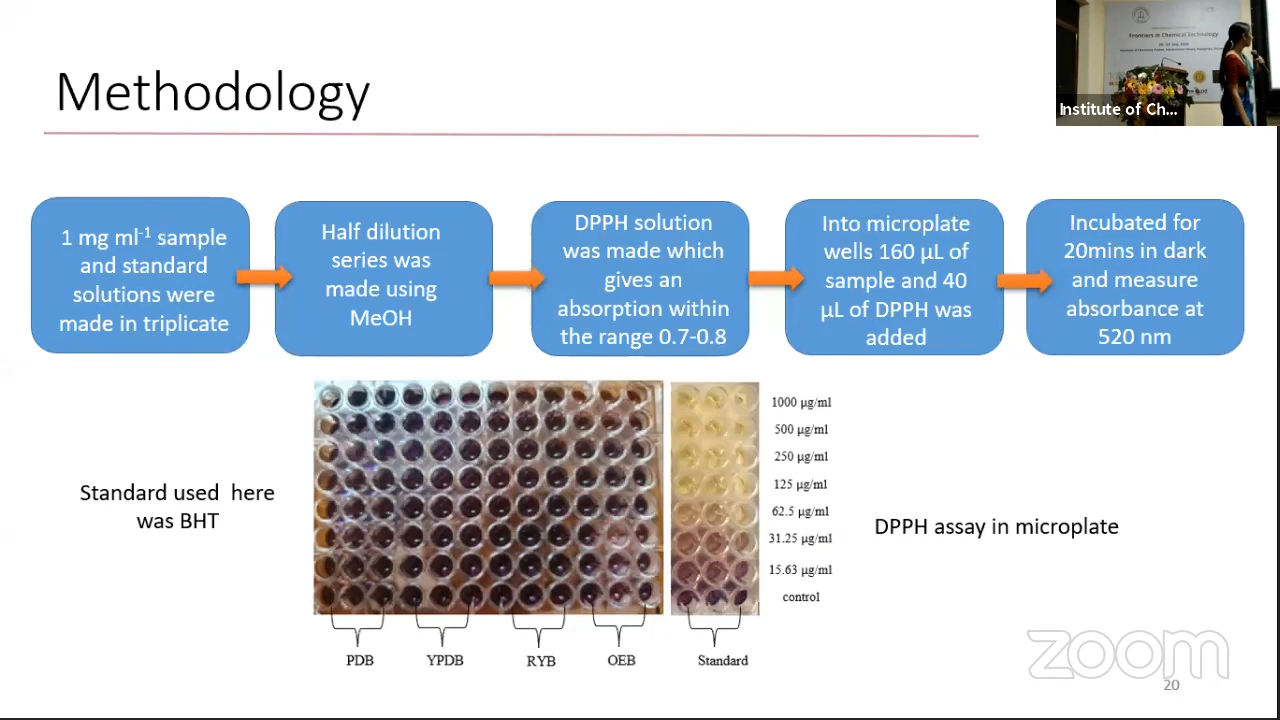 Methodology
Frontiers in Chemical Technology
Institute of Ch...
1 mg ml-1 sample
and standard
solutions were
made in triplicate
Half dilution
series was
made using
MeOH
DPPH solution
was made which
gives an
absorption within
the range 0.7-0.8
Into microplate
wells 160 µL of
sample and 40
µL of DPPH was
added
Incubated for
20mins in dark
and measure
absorbance at
520 nm
Standard used here
was BHT
1000 µg/ml
500 µg/ml
250 µg/ml
125 µg/ml
62.5 µg/ml
31.25 µg/ml
15.63 µg/ml
control
PDB
YPDB
RYB
OEB
Standard
DPPH assay in microplate
zoom
20